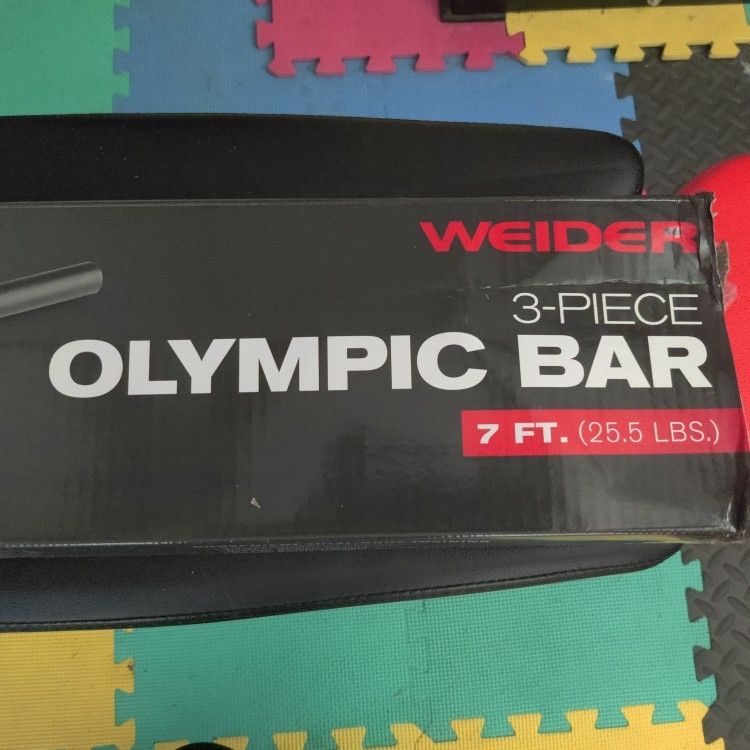 WEIDER
3-PIECE
OLYMPIC BAR
7 FT. (25.5 LBS.)